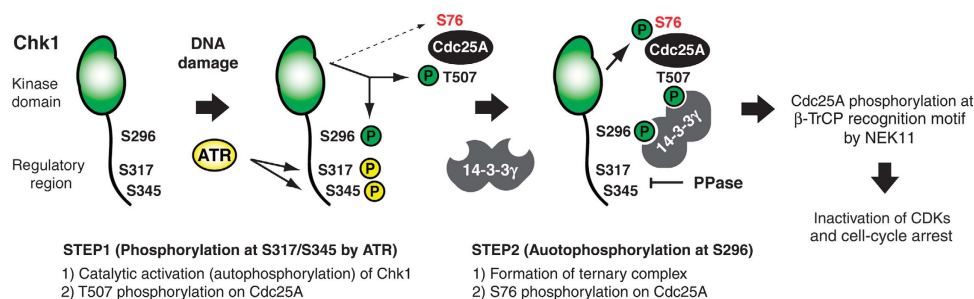 Chk1
Kinase
domain
Regulatory
region
S296
S317
S345
DNA
damage
ATR
S76
Cdc25A
P T507
S296 P
S317 P
S345 P
14-3-3γ
P S76
Cdc25A
T507
P
S296 P
14-3-3γ
S317
S345
PPase
Cdc25A phosphorylation at
β-TrCP recognition motif
by NEK11
Inactivation of CDKs
and cell-cycle arrest
STEP1 (Phosphorylation at S317/S345 by ATR)
1) Catalytic activation (autophosphorylation) of Chk1
2) T507 phosphorylation on Cdc25A
STEP2 (Auotophosphorylation at S296)
1) Formation of ternary complex
2) S76 phosphorylation on Cdc25A